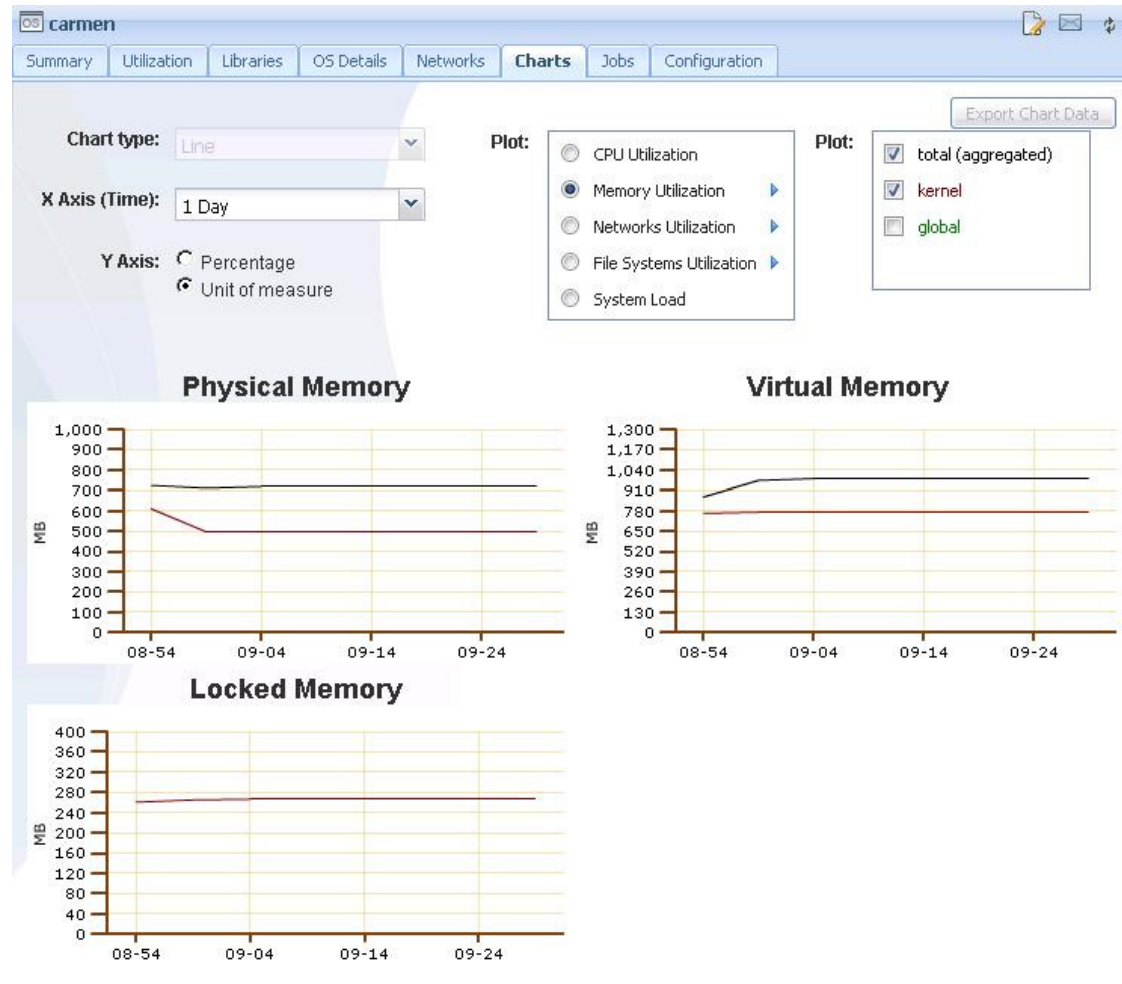 OS carmen
Summary Utilization Libraries OS Details Networks Charts Jobs Configuration
Export Chart Data
Chart type: Line
X Axis (Time): 1 Day
Y Axis: Percentage
Unit of measure
Plot:
CPU Utilization
Memory Utilization
Networks Utilization
File Systems Utilization
System Load
Plot:
total (aggregated)
kernel
global
Physical Memory
MB
1,000
900
800
700
600
500
400
300
200
100
0
08-54 09-04 09-14 09-24
Virtual Memory
MB
1,300
1,170
1,040
910
780
650
520
390
260
130
0
08-54 09-04 09-14 09-24
Locked Memory
MB
400
360
320
280
240
200
160
120
80
40
0
08-54 09-04 09-14 09-24